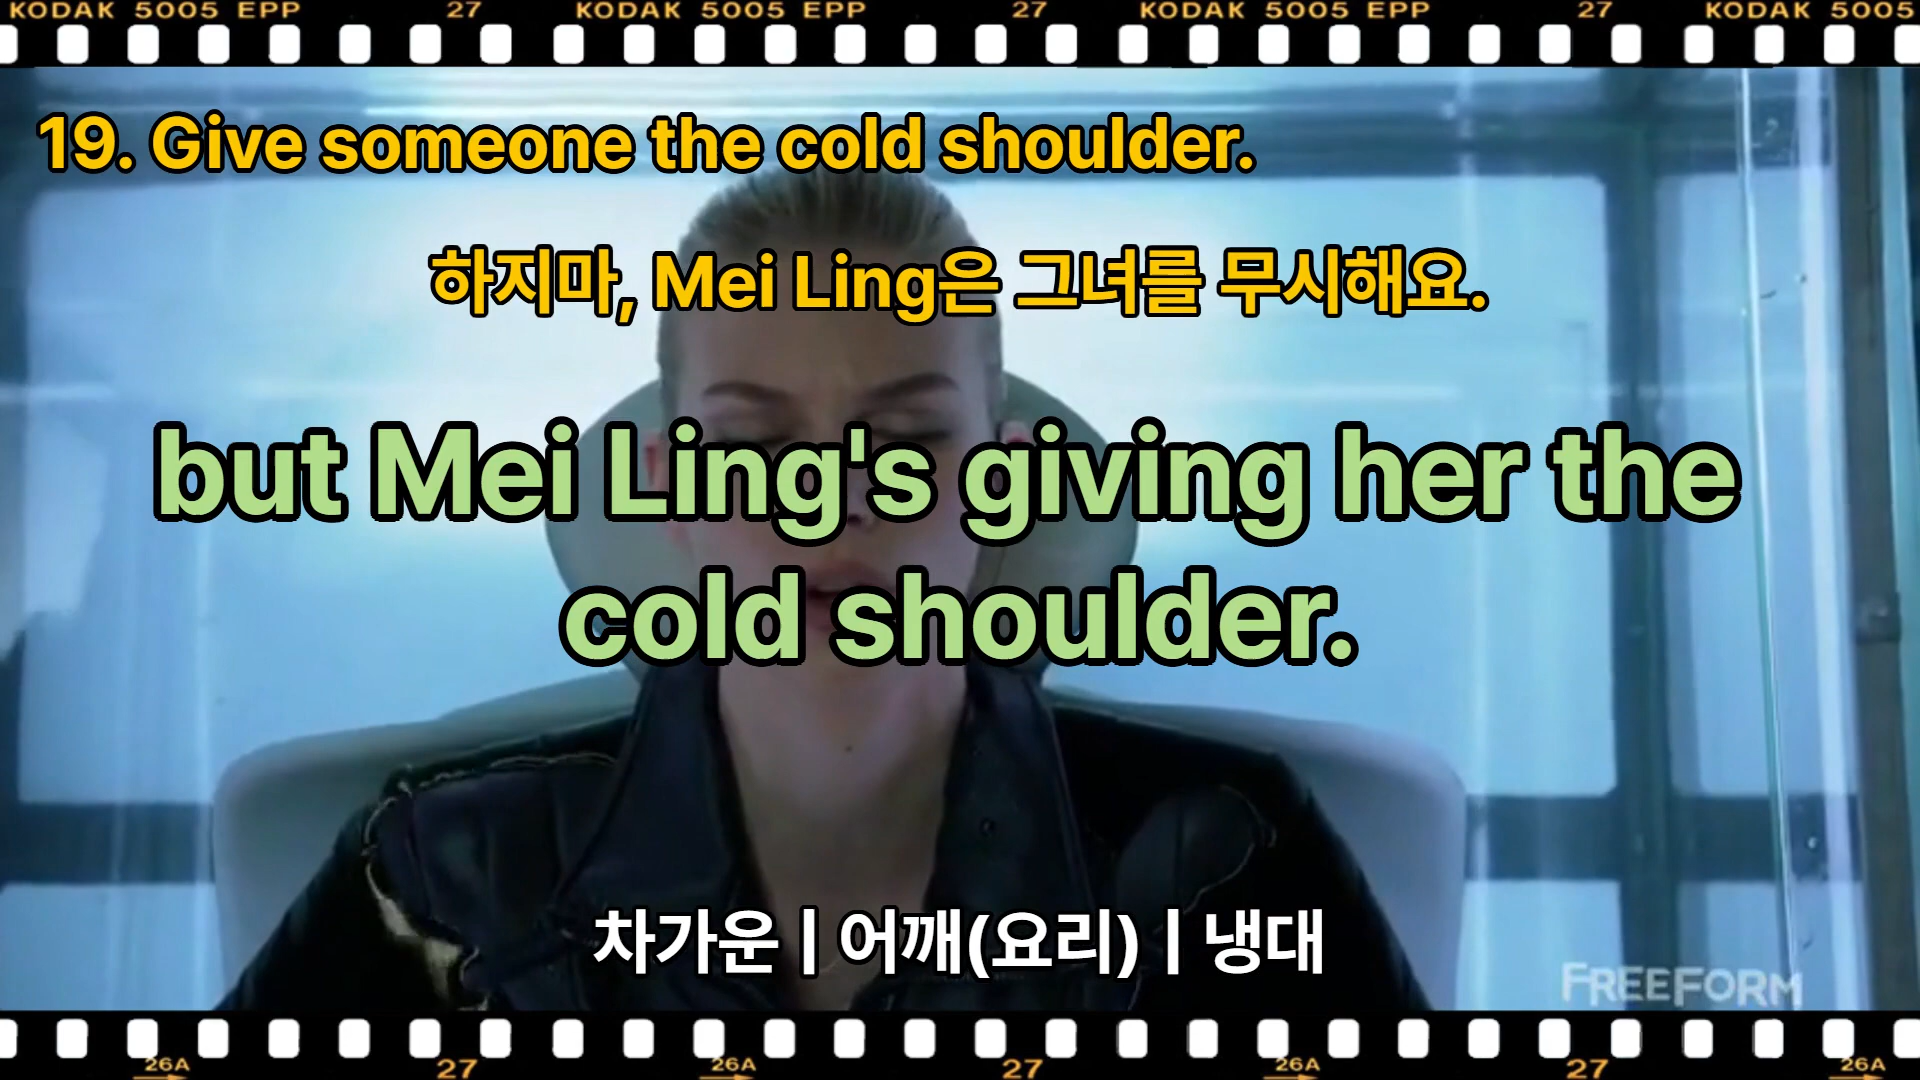 KODAK 5005 EPP 27 KODAK 5005 EPP 27 KODAK 5005 EPP 27 KODAK 5005
19. Give someone the cold shoulder.
하지마, Mei Ling은 그녀를 무시해요.
but Mei Ling's giving her the
cold shoulder.
차가운 | 어깨(요리) | 냉대
FREEFORM
26A 27 26A 27 26A 27 26A